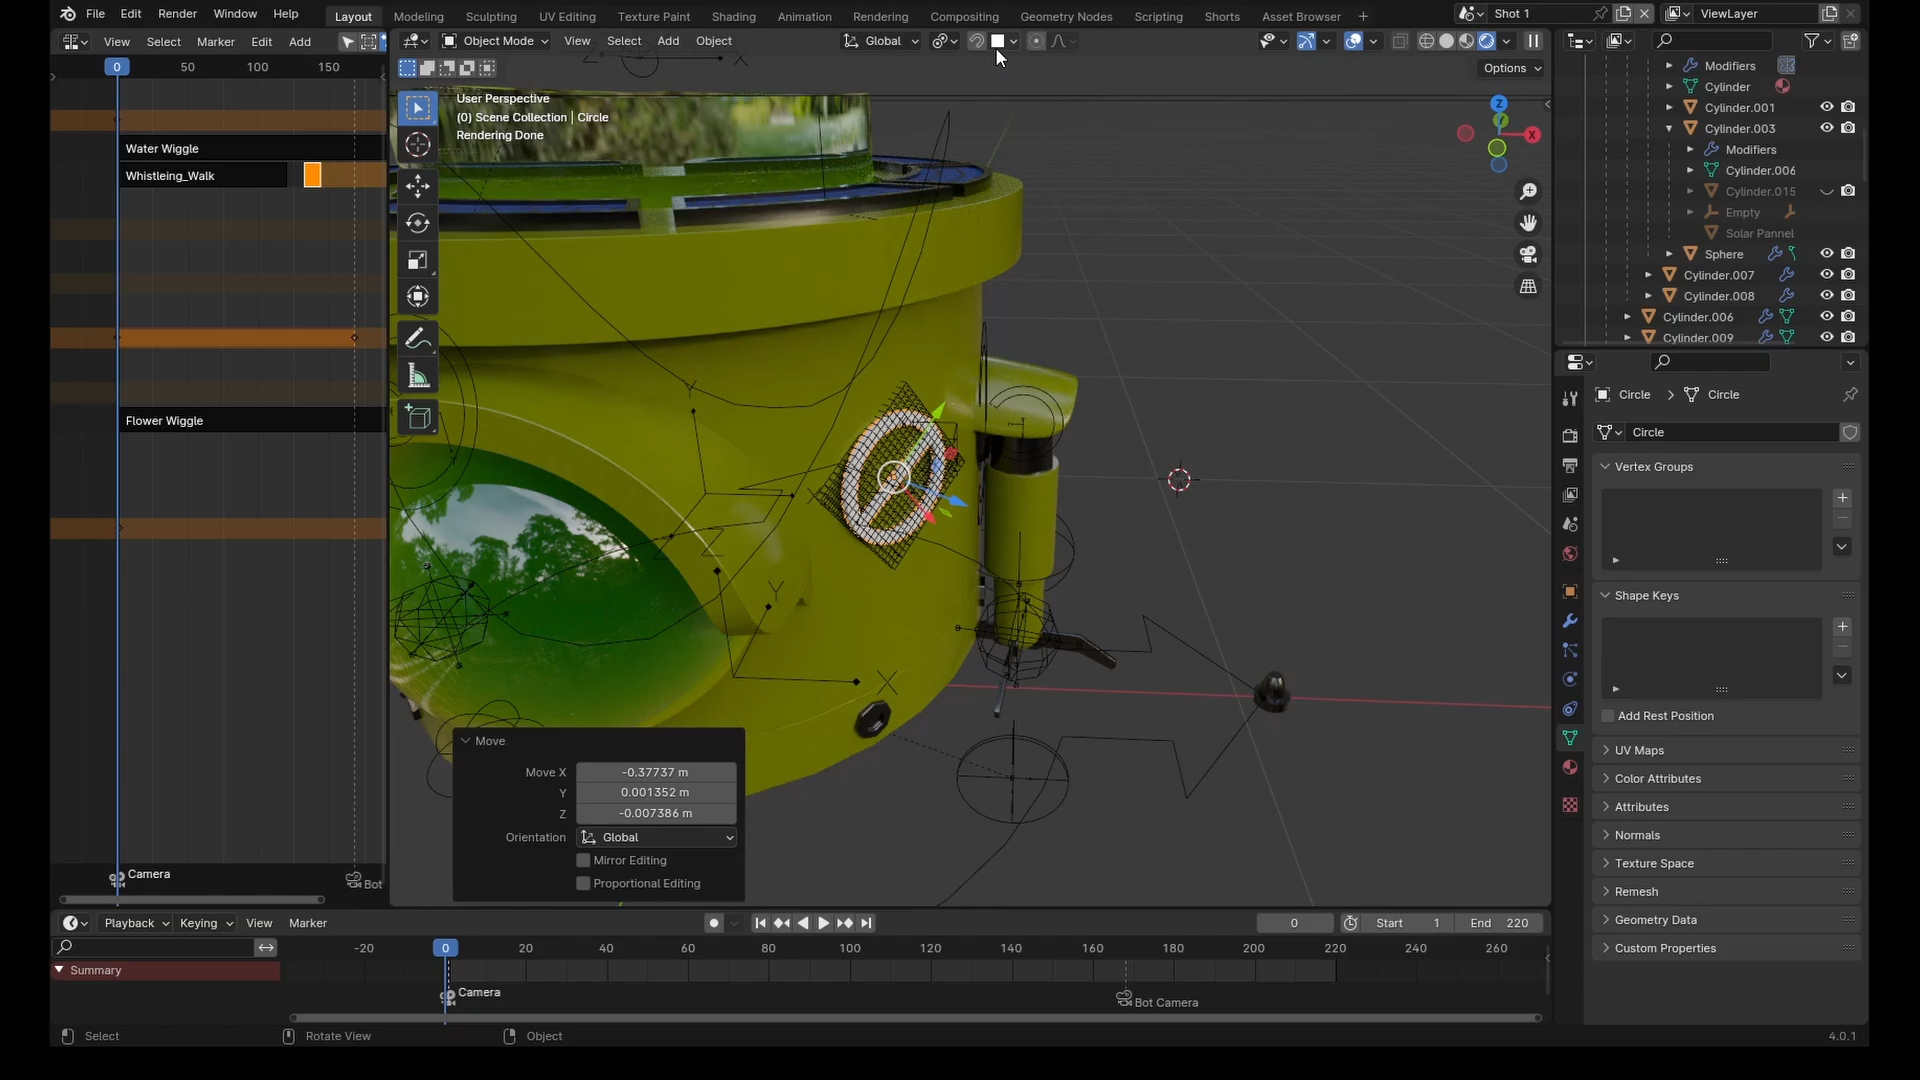 File Edit Render Window Help Layout Modeling Sculpting UV Editing Texture Paint Shading Animation Rendering Compositing Geometry Nodes Scripting Shorts Asset Browser + Shot 1 ViewLayer
View Select Marker Edit Add Object Mode View Select Add Object Global
0 50 100 150 Options
User Perspective
(0) Scene Collection | Circle
Rendering Done
Water Wiggle
Whistleing_Walk
Flower Wiggle
Camera
Bot
Z X
Y
X
Z
Y
X
Z
X
Move
Move X -0.37737 m
Y 0.001352 m
Z -0.007386 m
Orientation Global
Mirror Editing
Proportional Editing
Modifiers
Cylinder
Cylinder.001
Cylinder.003
Modifiers
Cylinder.006
Cylinder.015
Empty
Solar Pannel
Sphere
Cylinder.007
Cylinder.008
Cylinder.006
Cylinder.009
Circle > Circle
Circle
Vertex Groups
Shape Keys
Add Rest Position
UV Maps
Color Attributes
Attributes
Normals
Texture Space
Remesh
Geometry Data
Custom Properties
Playback Keying View Marker 0 Start 1 End 220
-20 0 20 40 60 80 100 120 140 160 180 200 220 240 260
Summary
Camera
Bot Camera
Select Rotate View Object 4.0.1